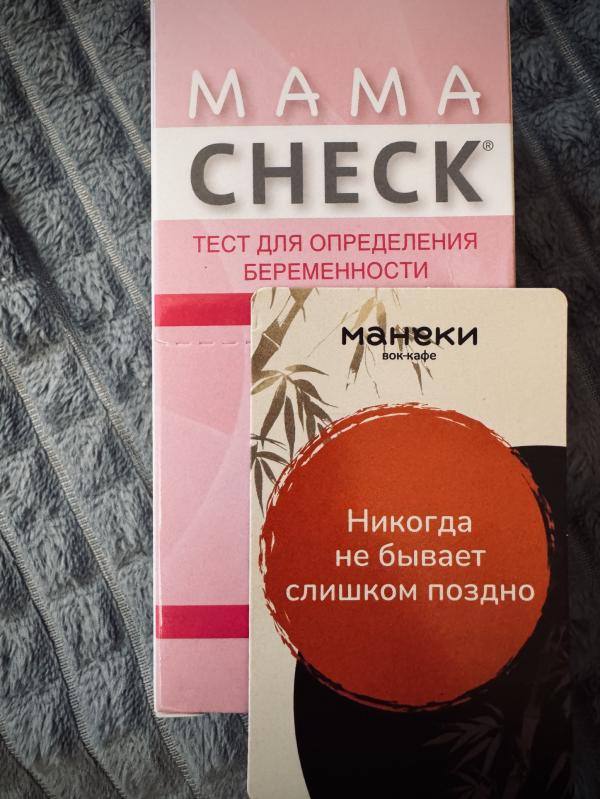 MAMA
CHECK®
ТЕСТ ДЛЯ ОПРЕДЕЛЕНИЯ
БЕРЕМЕННОСТИ
манеки
вок-кафе
Никогда
не бывает
слишком поздно